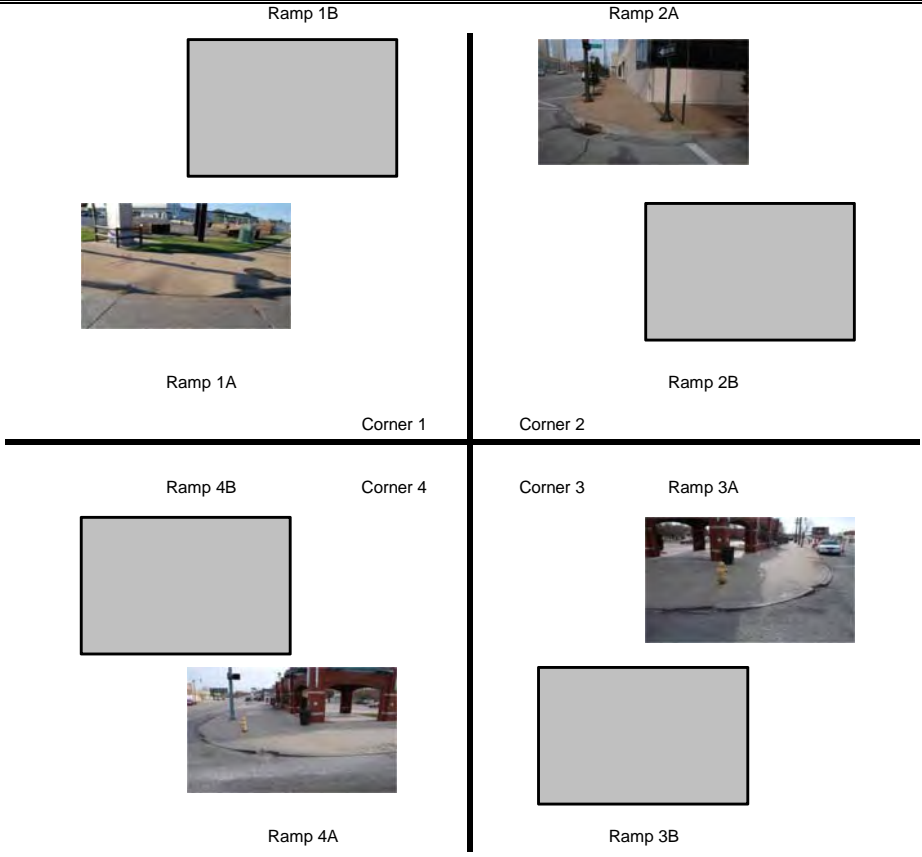 Ramp 1B Ramp 2A
Ramp 1A Ramp 2B
Corner 1 Corner 2
Ramp 4B Corner 4 Corner 3 Ramp 3A
Ramp 4A Ramp 3B